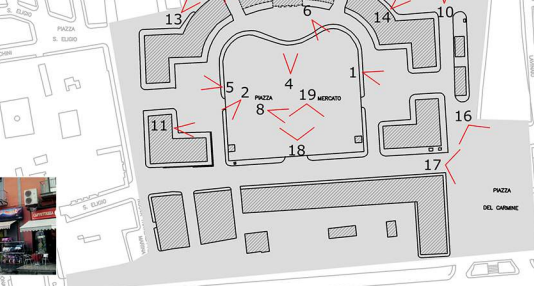 6
13
14
10
PIAZZA
S. ELIGIO
1
4
5
2
PIAZZA
19
MERCATO
8
11
16
18
17
PIAZZA
DEL CARMINE
S. ELIGIO